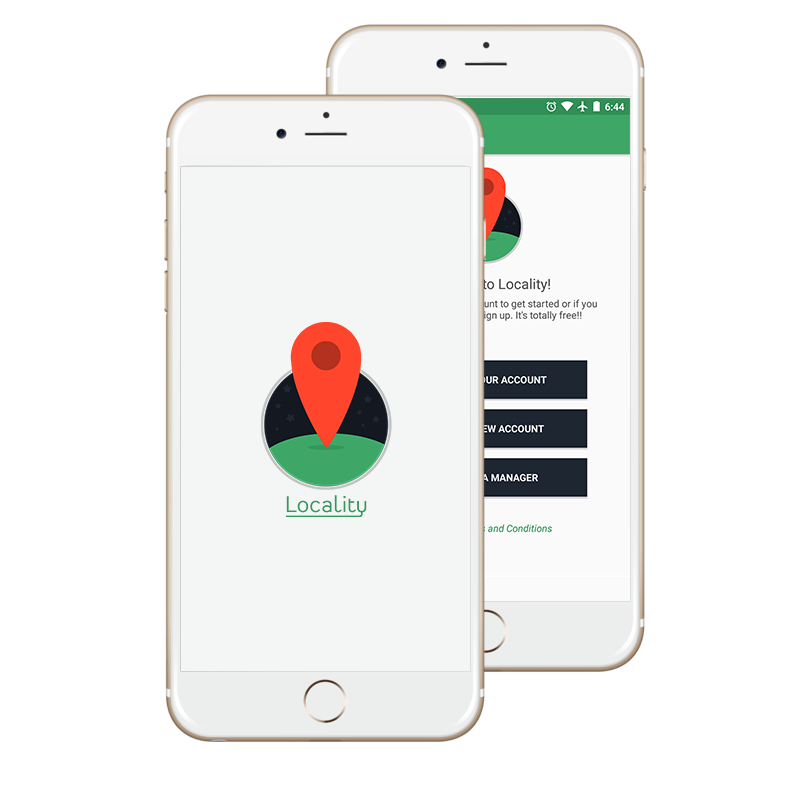 Locality
6:44
to Locality!
unt to get started or if you
ign up. It's totally free!!
OUR ACCOUNT
EW ACCOUNT
A MANAGER
s and Conditions